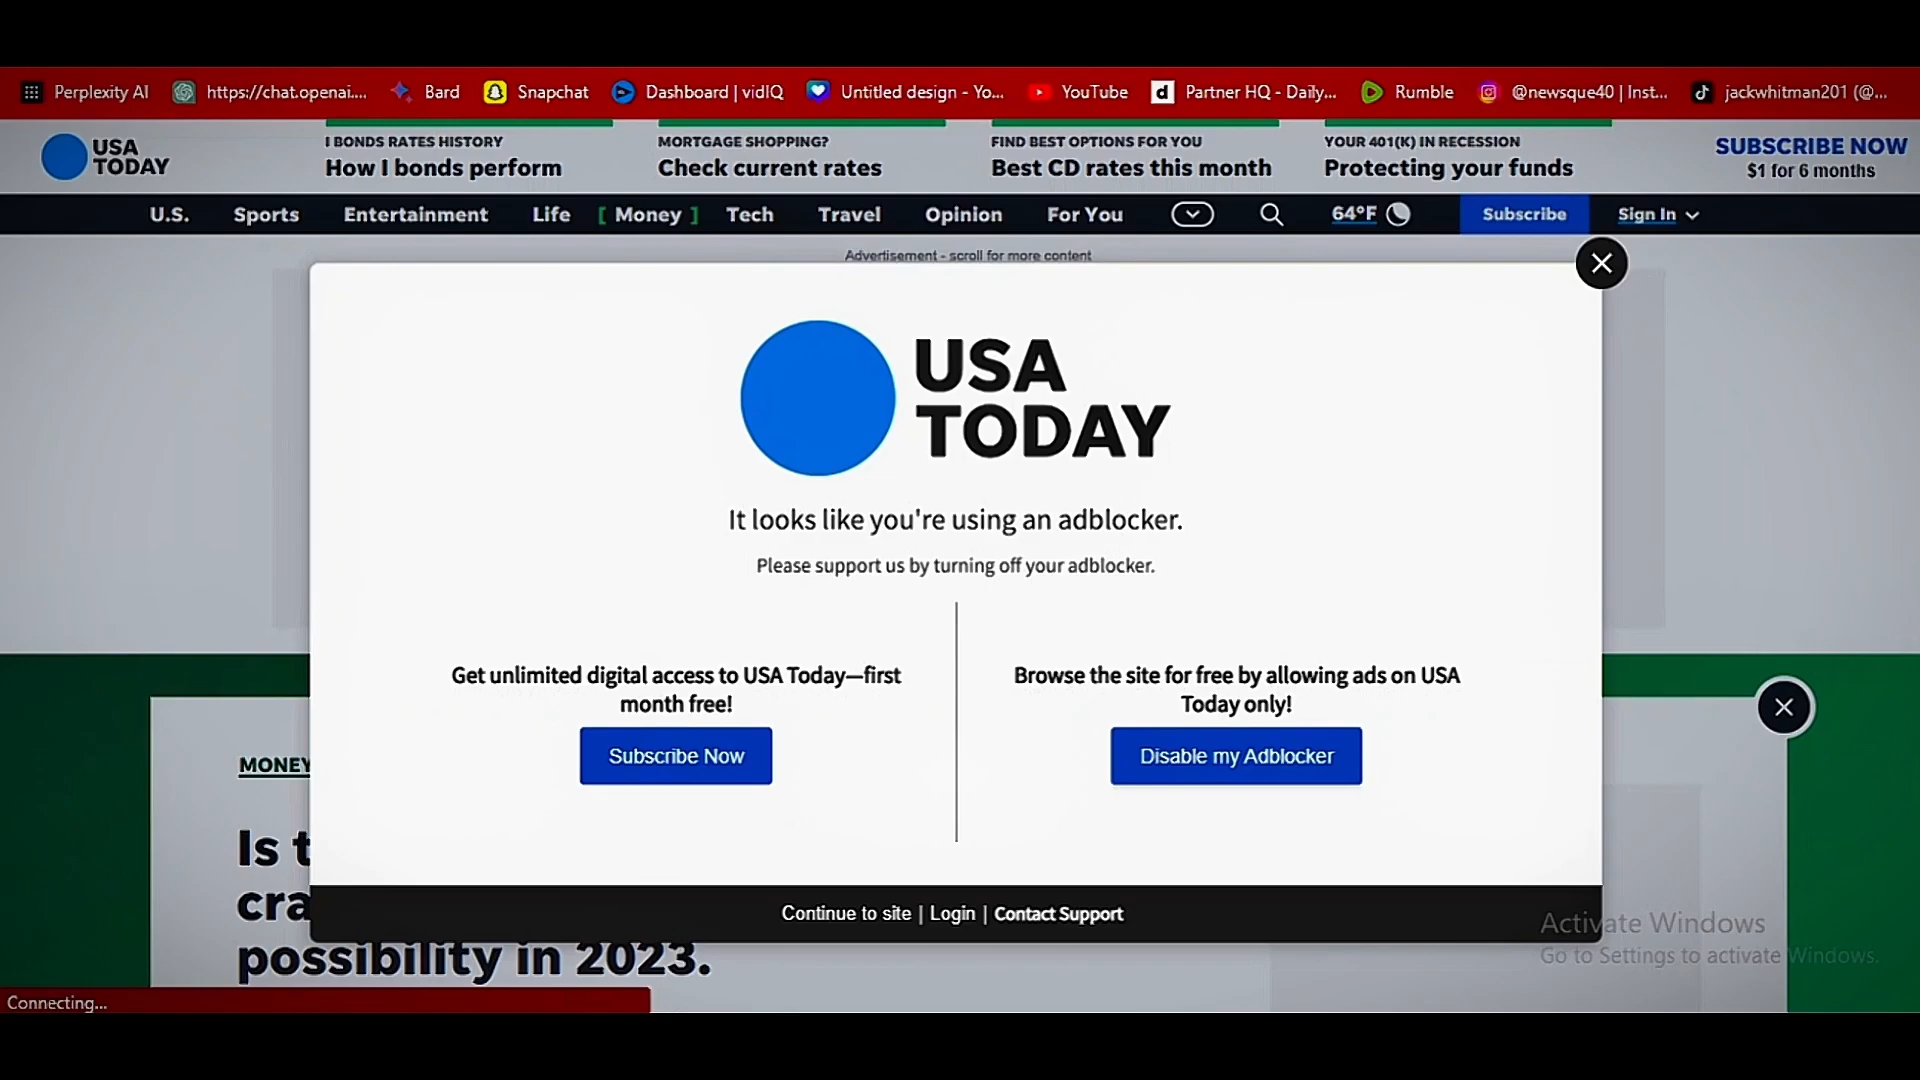 Perplexity AI
https://chat.openai....
Bard
Snapchat
Dashboard | vidIQ
Untitled design - Yo...
YouTube
Partner HQ - Daily...
Rumble
@newsque40 | Inst...
jackwhitman201 (@...
USA
TODAY
I BONDS RATES HISTORY
How I bonds perform
MORTGAGE SHOPPING?
Check current rates
FIND BEST OPTIONS FOR YOU
Best CD rates this month
YOUR 401(K) IN RECESSION
Protecting your funds
SUBSCRIBE NOW
$1 for 6 months
U.S.
Sports
Entertainment
Life
[ Money ]
Tech
Travel
Opinion
For You
64°F
Subscribe
Sign In
Advertisement - scroll for more content
USA
TODAY
It looks like you're using an adblocker.
Please support us by turning off your adblocker.
Get unlimited digital access to USA Today—first
month free!
Subscribe Now
Browse the site for free by allowing ads on USA
Today only!
Disable my Adblocker
Continue to site | Login | Contact Support
MONEY
Is t
cra
possibility in 2023.
Activate Windows
Go to Settings to activate Windows.
Connecting...